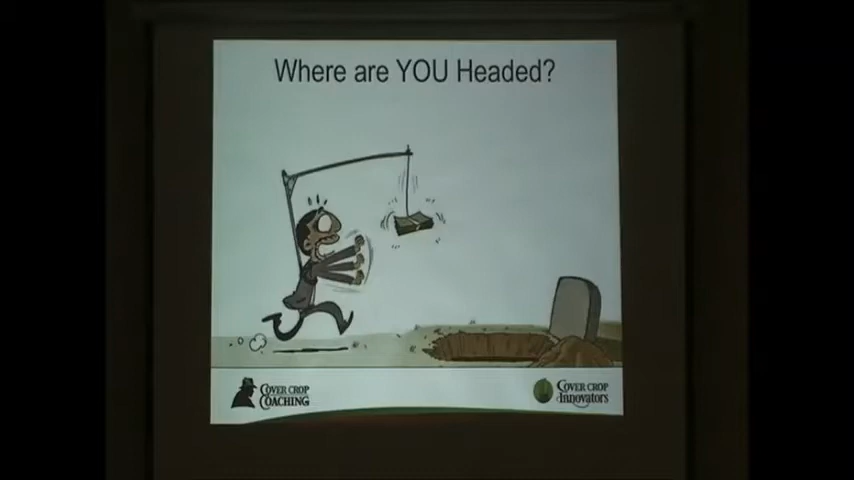 Where are YOU Headed?
COVER CROP
COACHING
COVER CROP
INNOVATORS